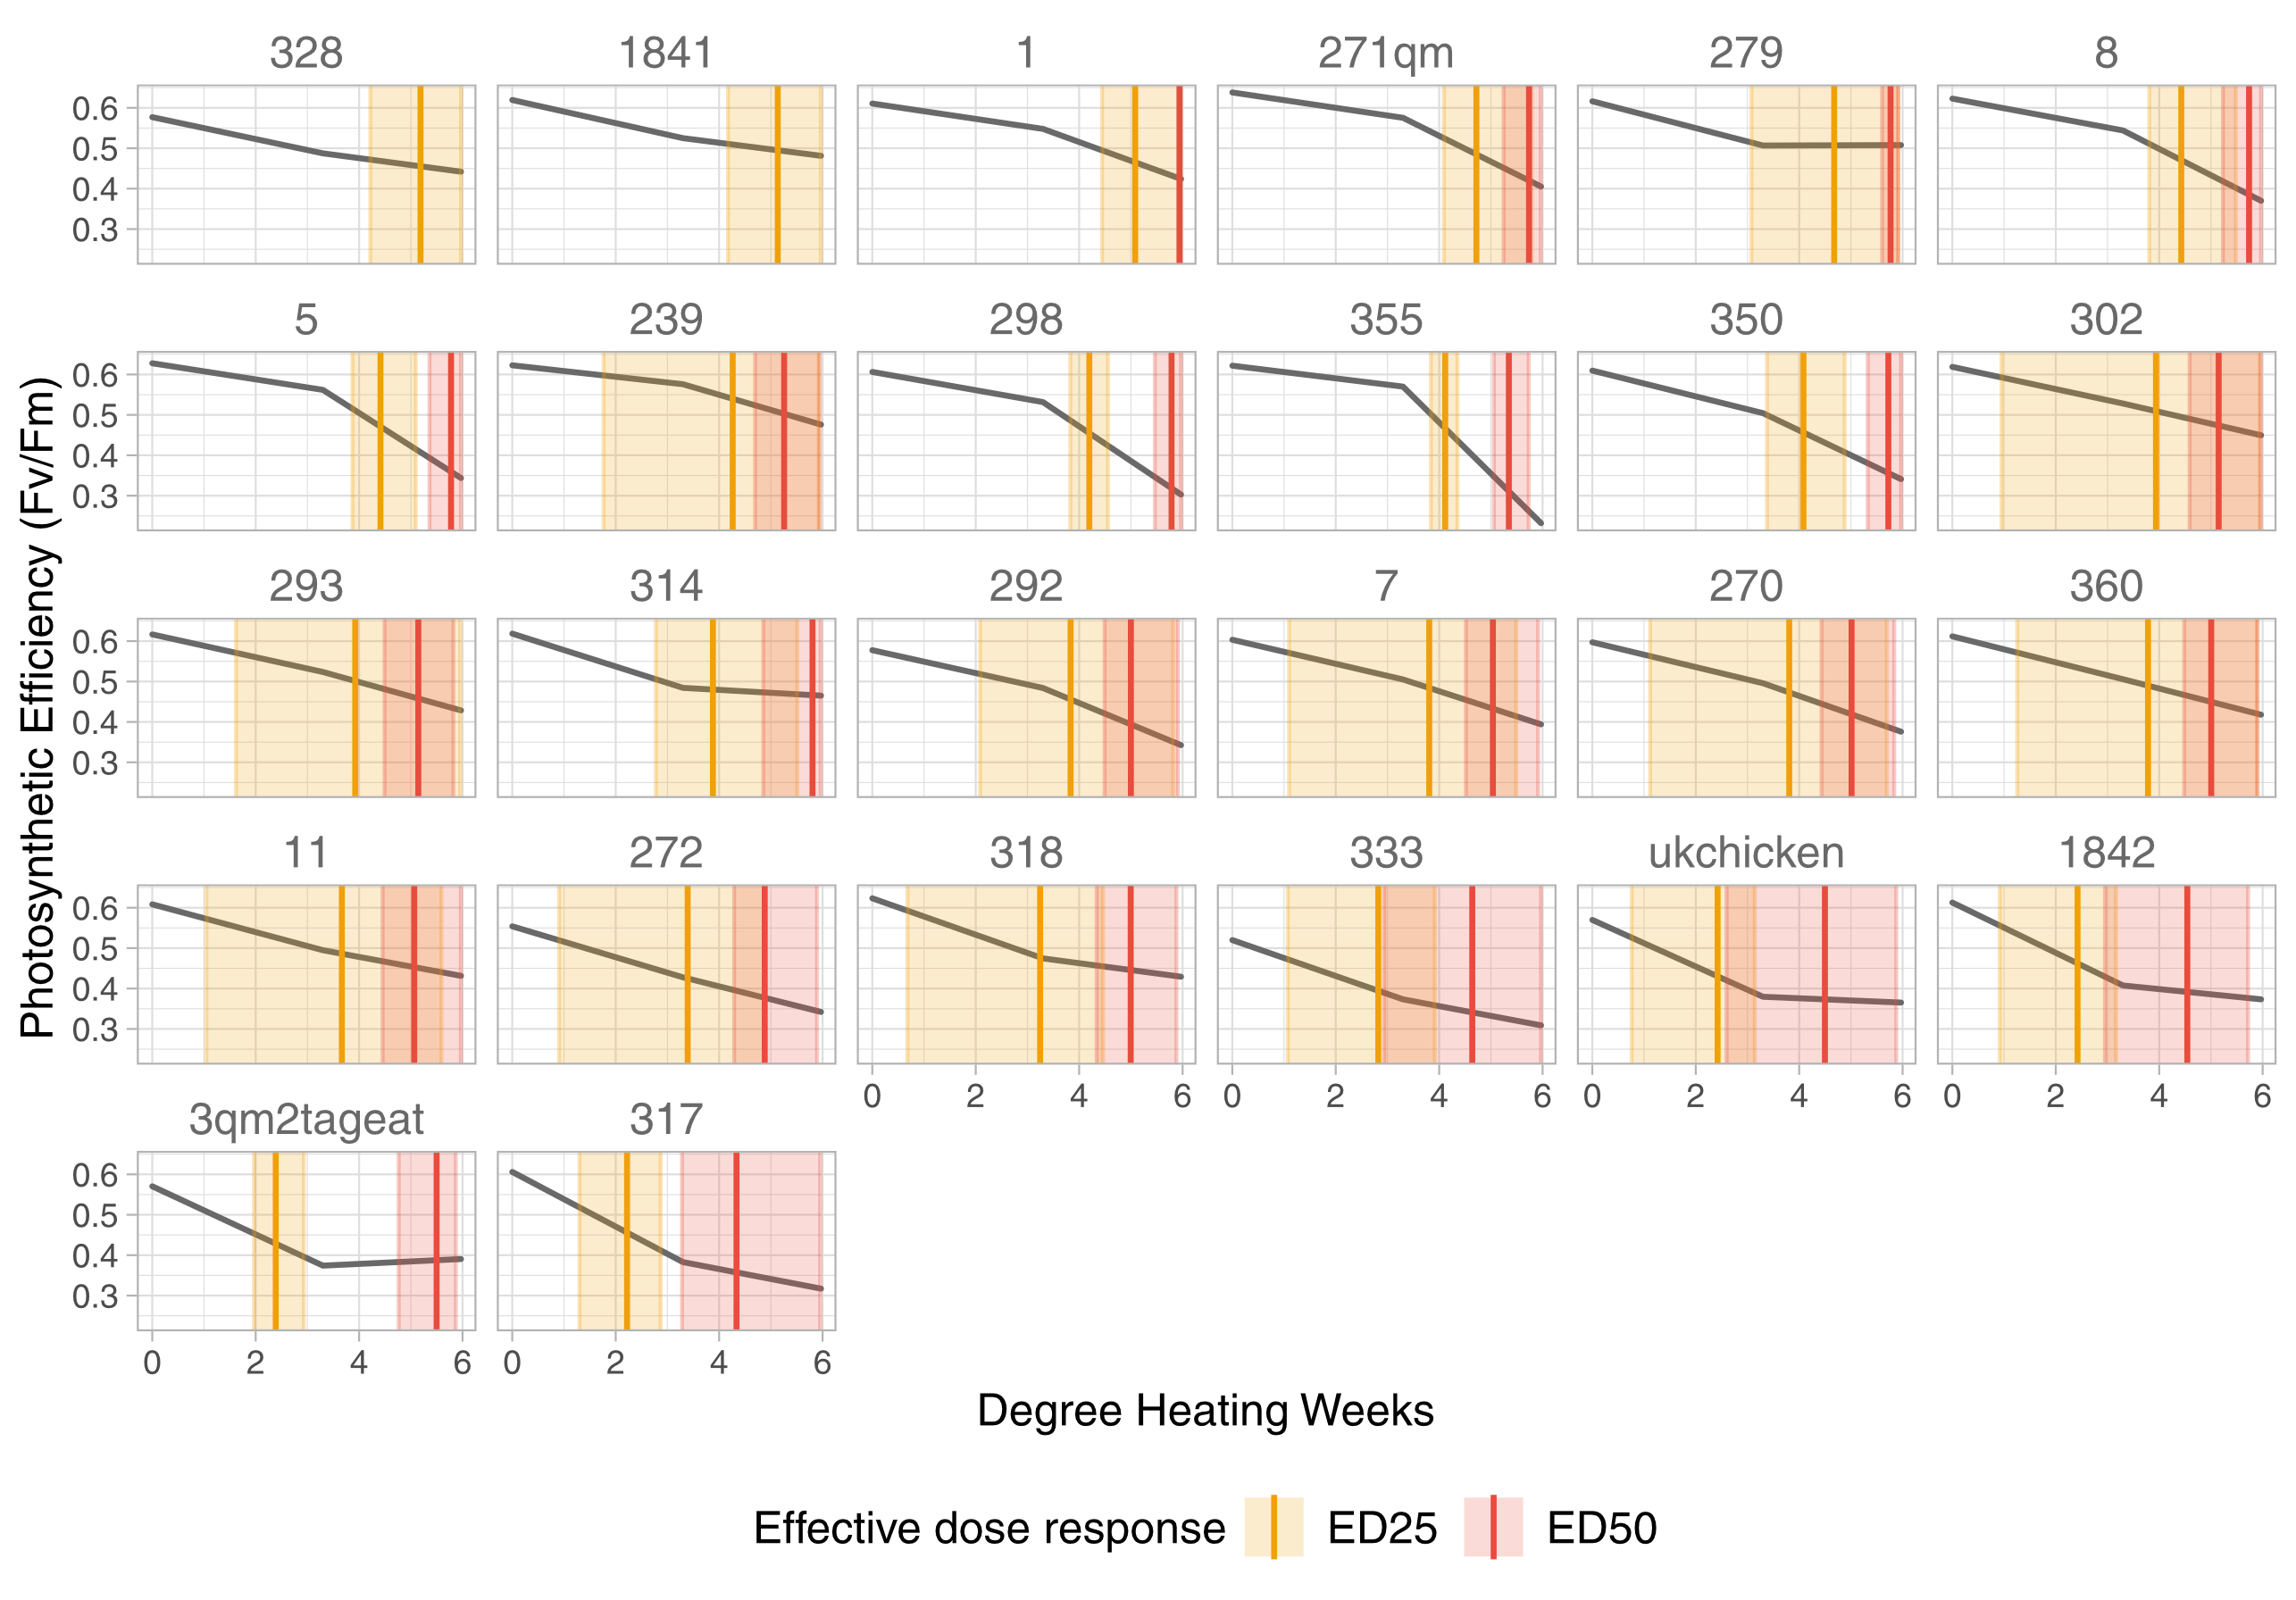 328 1841 1 271qm 279 8
0.6
0.5
0.4
0.3
5 239 298 355 350 302
0.6
0.5
0.4
0.3
293 314 292 7 270 360
0.6
0.5
0.4
0.3
11 272 318 333 ukchicken 1842
0.6
0.5
0.4
0.3
0 2 4 6 0 2 4 6 0 2 4 6 0 2 4 6
3qm2tageat 317
0.6
0.5
0.4
0.3
0 2 4 6 0 2 4 6
Photosynthetic Efficiency (Fv/Fm)
Degree Heating Weeks
Effective dose response ED25 ED50